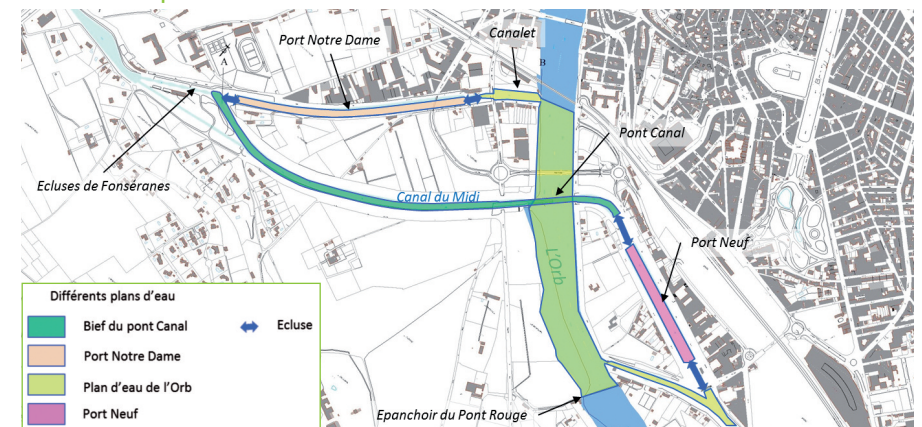 Canalet
Port Notre Dame
A
B
Pont Canal
Ecluses de Fonséranes
Canal du Midi
Port Neuf
L'Orb
Différents plans d'eau
Bief du pont Canal
Ecluse
Port Notre Dame
Plan d'eau de l'Orb
Port Neuf
Epanchoir du Pont Rouge